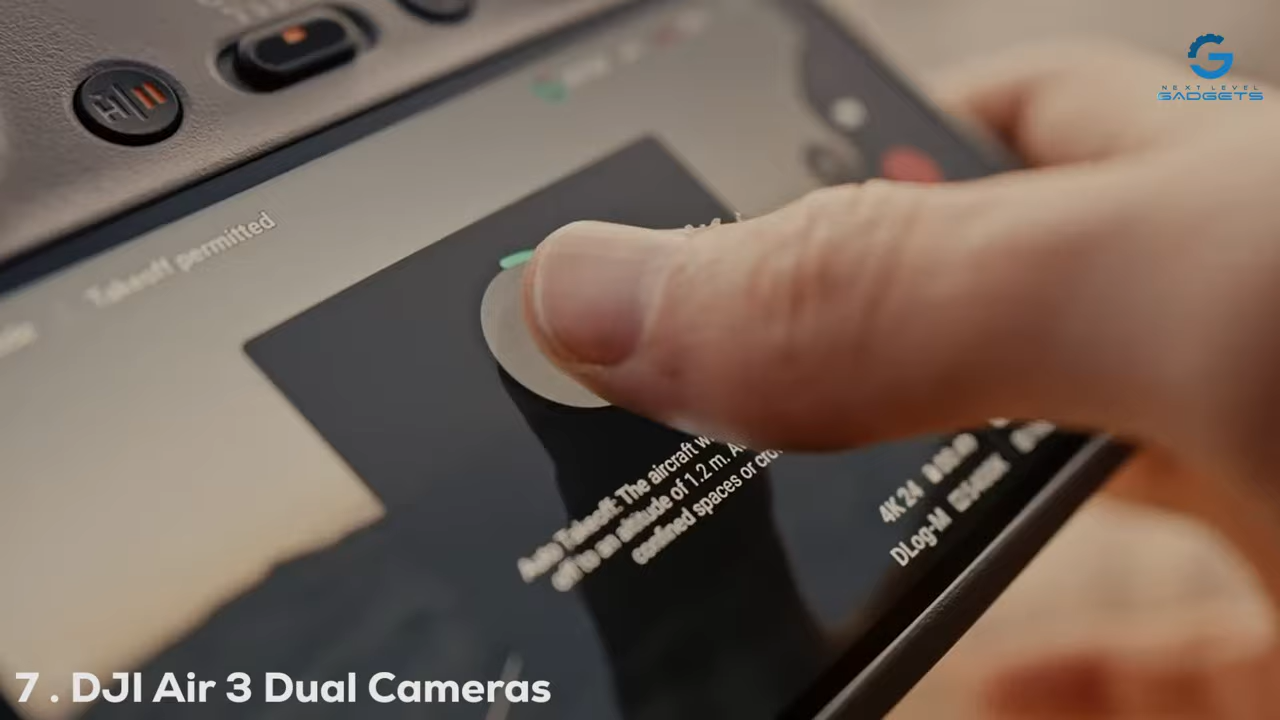 NEXT LEVEL
GADGETS
Takeoff permitted
Auto Takeoff: The aircraft
off to an altitude of 1.2 m.
confined spaces or
4K 24
DLog-M
7 . DJI Air 3 Dual Cameras